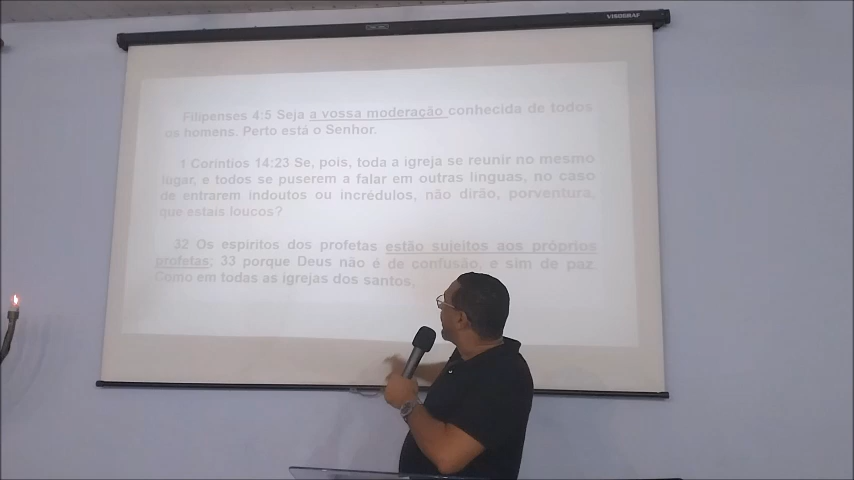 VISOGRAF
Filipenses 4:5 Seja a vossa moderação conhecida de todos
os homens. Perto está o Senhor.
1 Coríntios 14:23 Se, pois, toda a igreja se reunir no mesmo
lugar, e todos se puserem a falar em outras línguas, no caso
de entrarem indoutos ou incrédulos, não dirão, porventura,
que estais loucos?
32 Os espíritos dos profetas estão sujeitos aos próprios
profetas; 33 porque Deus não é de confusão, e sim de paz.
Como em todas as igrejas dos santos,